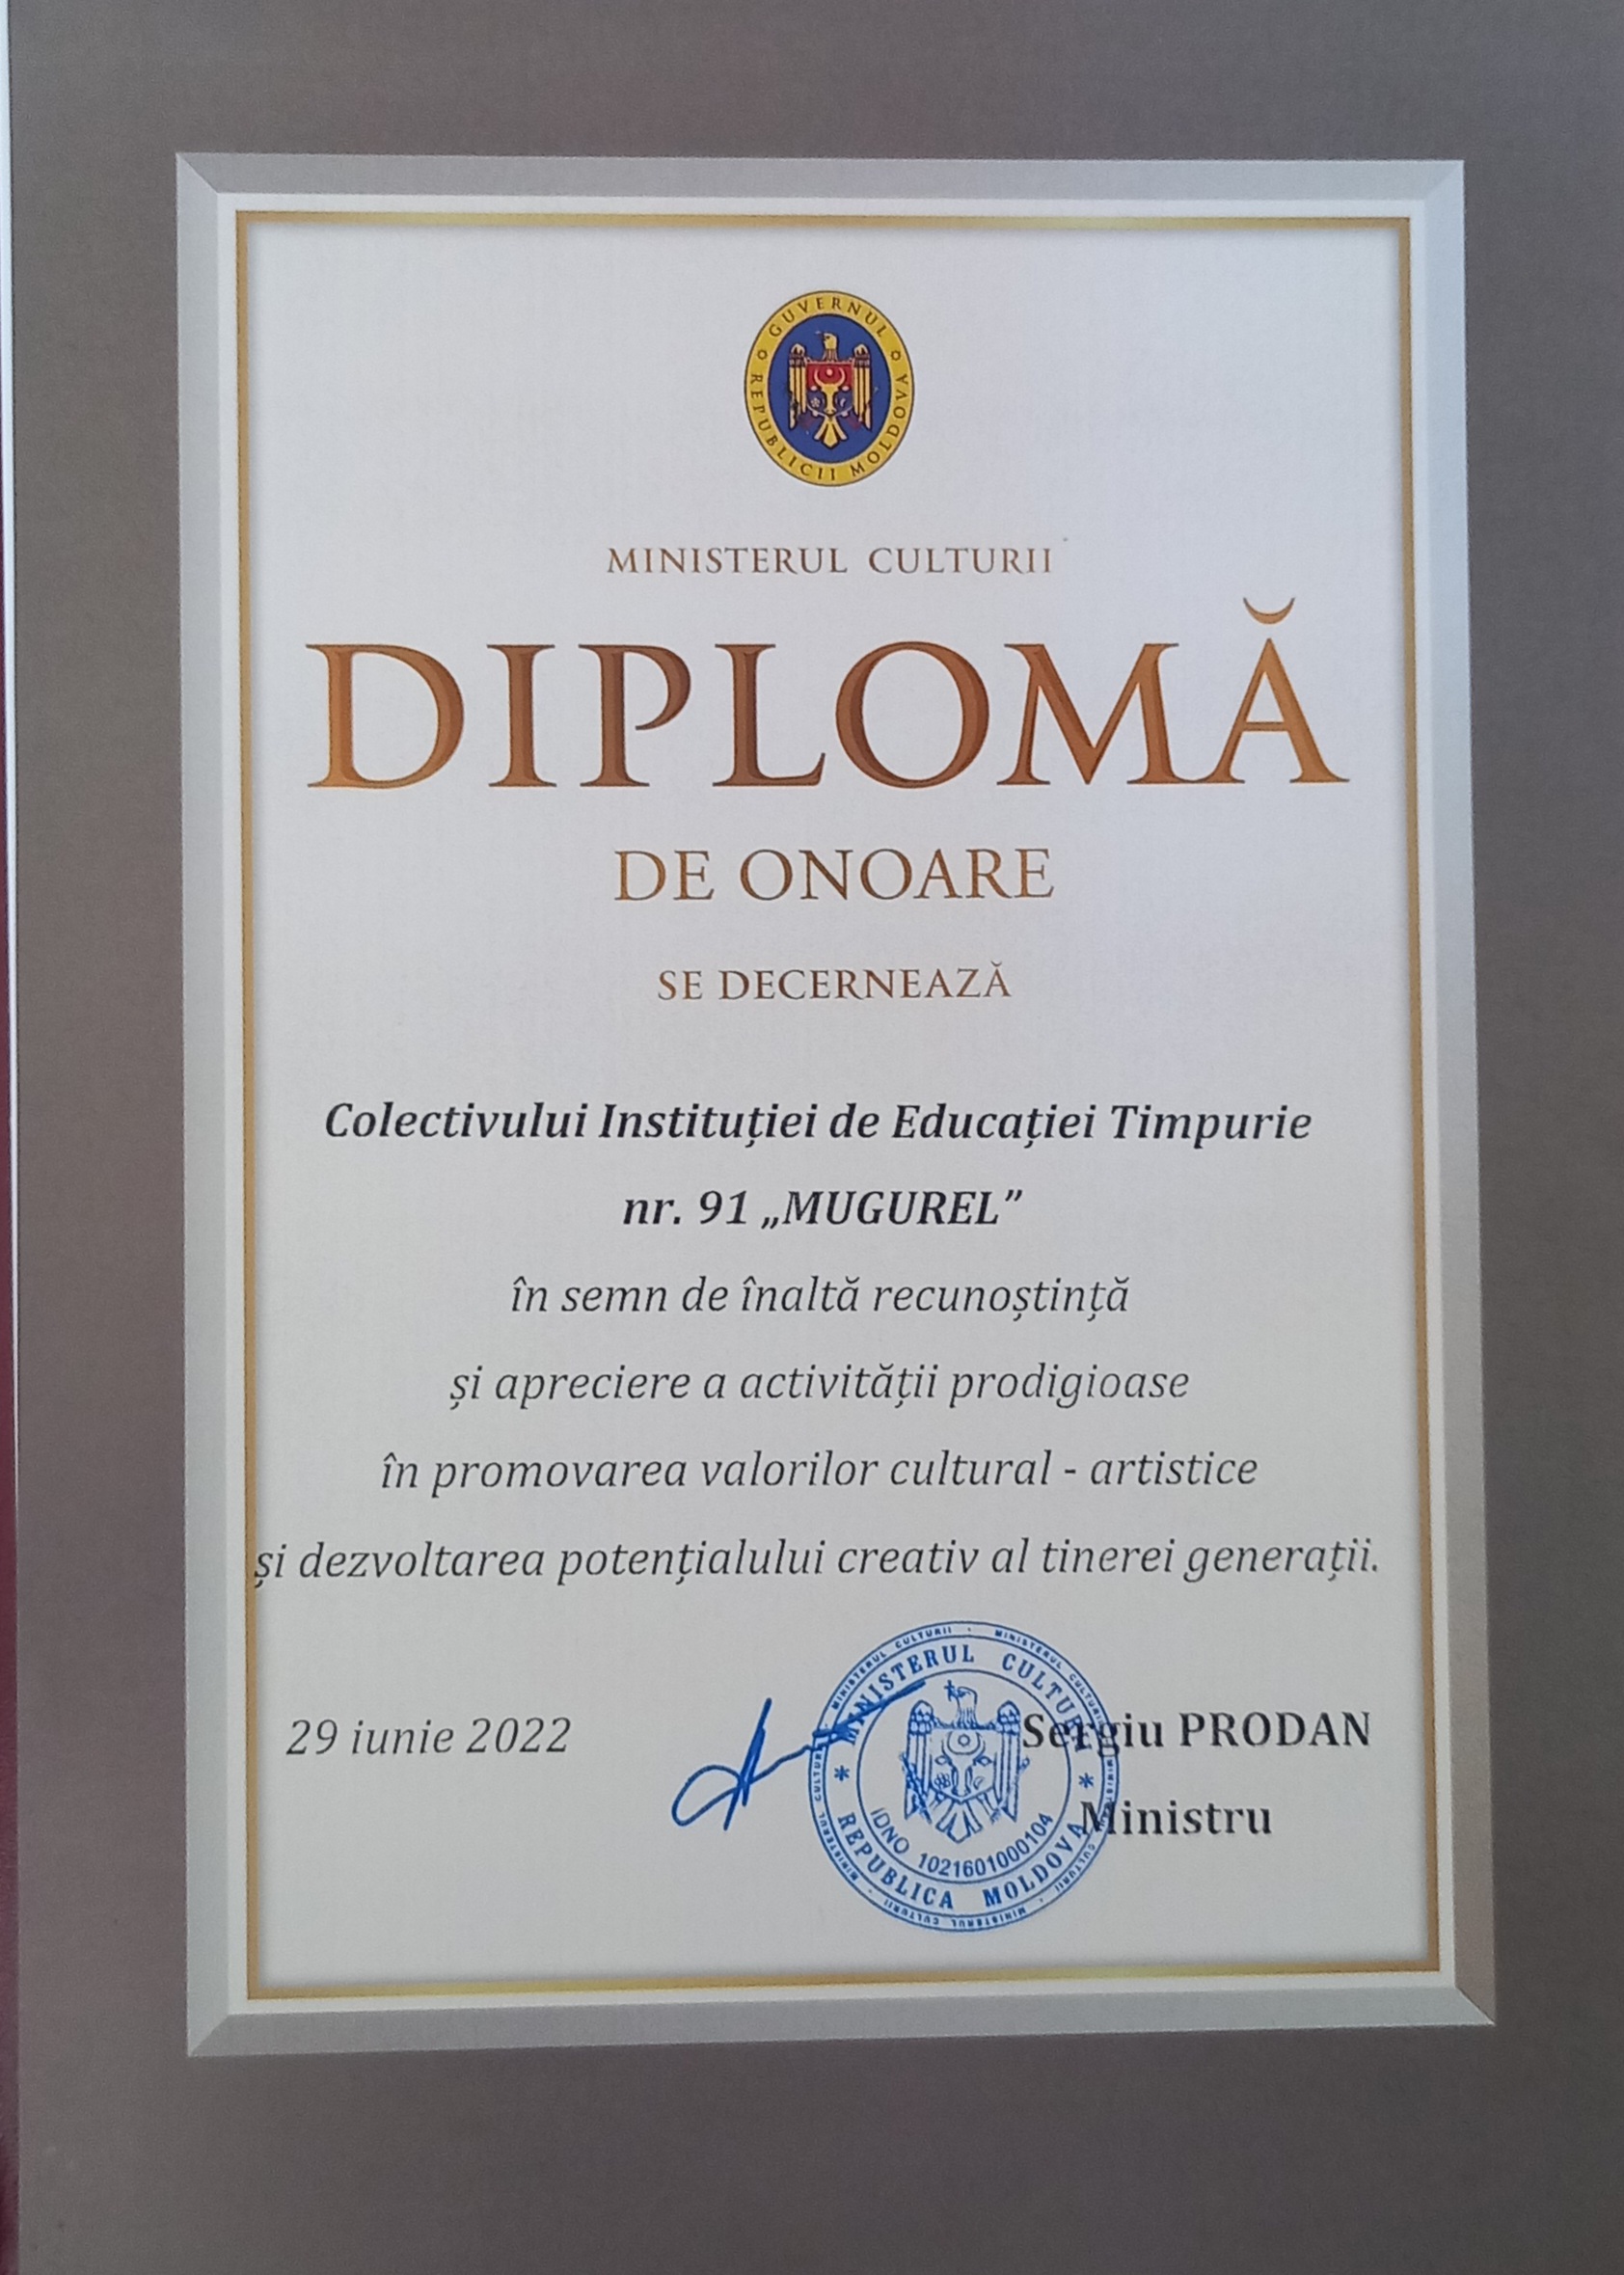 GUVERNUL
REPUBLICII MOLDOVA
MINISTERUL CULTURII
DIPLOMĂ
DE ONOARE
SE DECERNEAZĂ
Colectivului Instituției de Educației Timpurie
nr. 91 „MUGUREL”
în semn de înaltă recunoștință
și apreciere a activității prodigioase
în promovarea valorilor cultural - artistice
și dezvoltarea potențialului creativ al tinerei generații.
29 iunie 2022
Sergiu PRODAN
Ministru
MINISTERUL CULTURII
REPUBLICA MOLDOVA
IDNO 1021601000104
MINISTERUL CULTURII